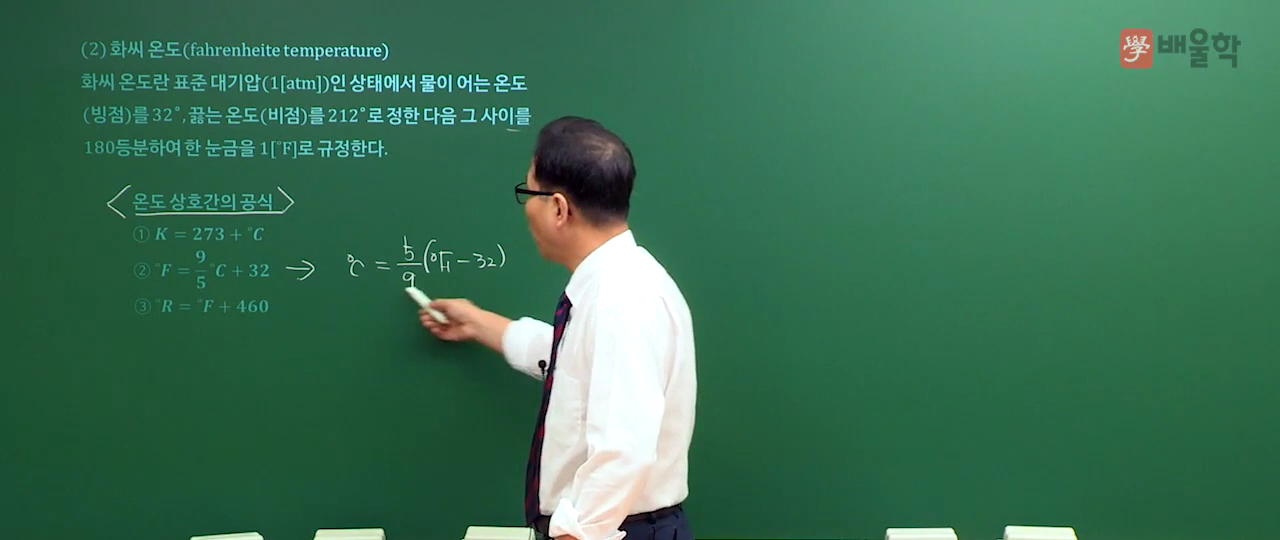 (2) 화씨 온도(fahrenheite temperature)
화씨 온도란 표준 대기압(1[atm])인 상태에서 물이 어는 온도
(빙점)를 32°, 끓는 온도(비점)를 212°로 정한 다음 그 사이를
180등분하여 한 눈금을 1[°F]로 규정한다.
온도 상호간의 공식
① K = 273 + °C
② °F = 9/5 °C + 32 → °C = 5/9 (°F - 32)
③ °R = °F + 460
學 배울학